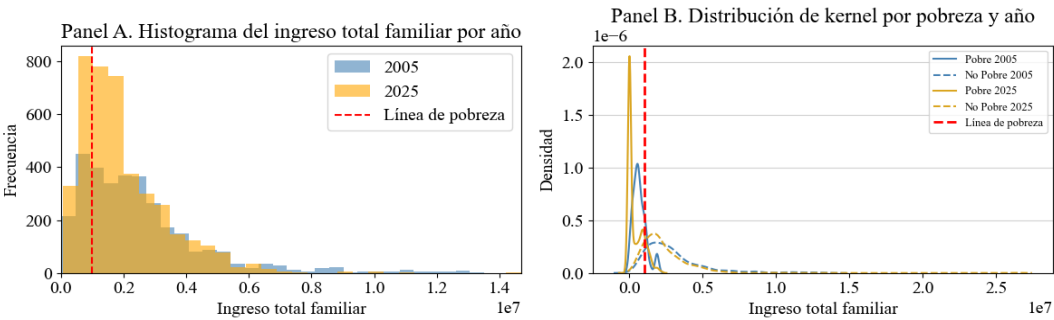 Panel A. Histograma del ingreso total familiar por año
Frecuencia
800
600
400
200
0
0.0 0.2 0.4 0.6 0.8 1.0 1.2 1.4
1e7
Ingreso total familiar
2005
2025
Línea de pobreza
Panel B. Distribución de kernel por pobreza y año
1e−6
Densidad
2.0
1.5
1.0
0.5
0.0
0.0 0.5 1.0 1.5 2.0 2.5
1e7
Ingreso total familiar
Pobre 2005
No Pobre 2005
Pobre 2025
No Pobre 2025
Línea de pobreza